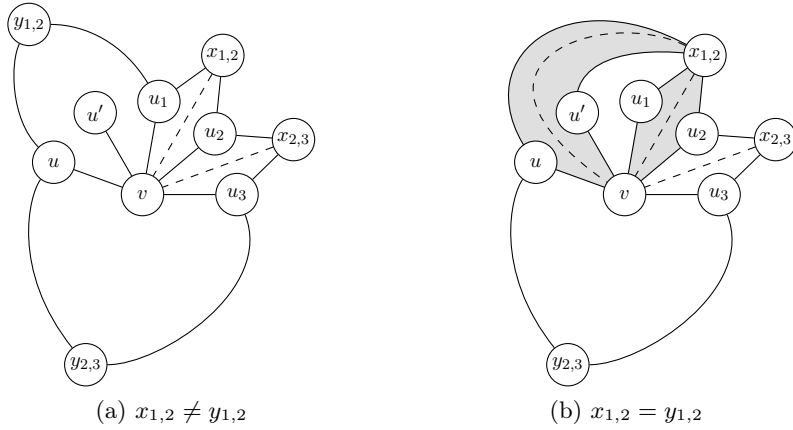 y1,2
x1,2
u'
u1
u2
x2,3
u
v
u3
y2,3
(a) x1,2 ≠ y1,2
x1,2
u'
u1
u2
x2,3
u
v
u3
y2,3
(b) x1,2 = y1,2